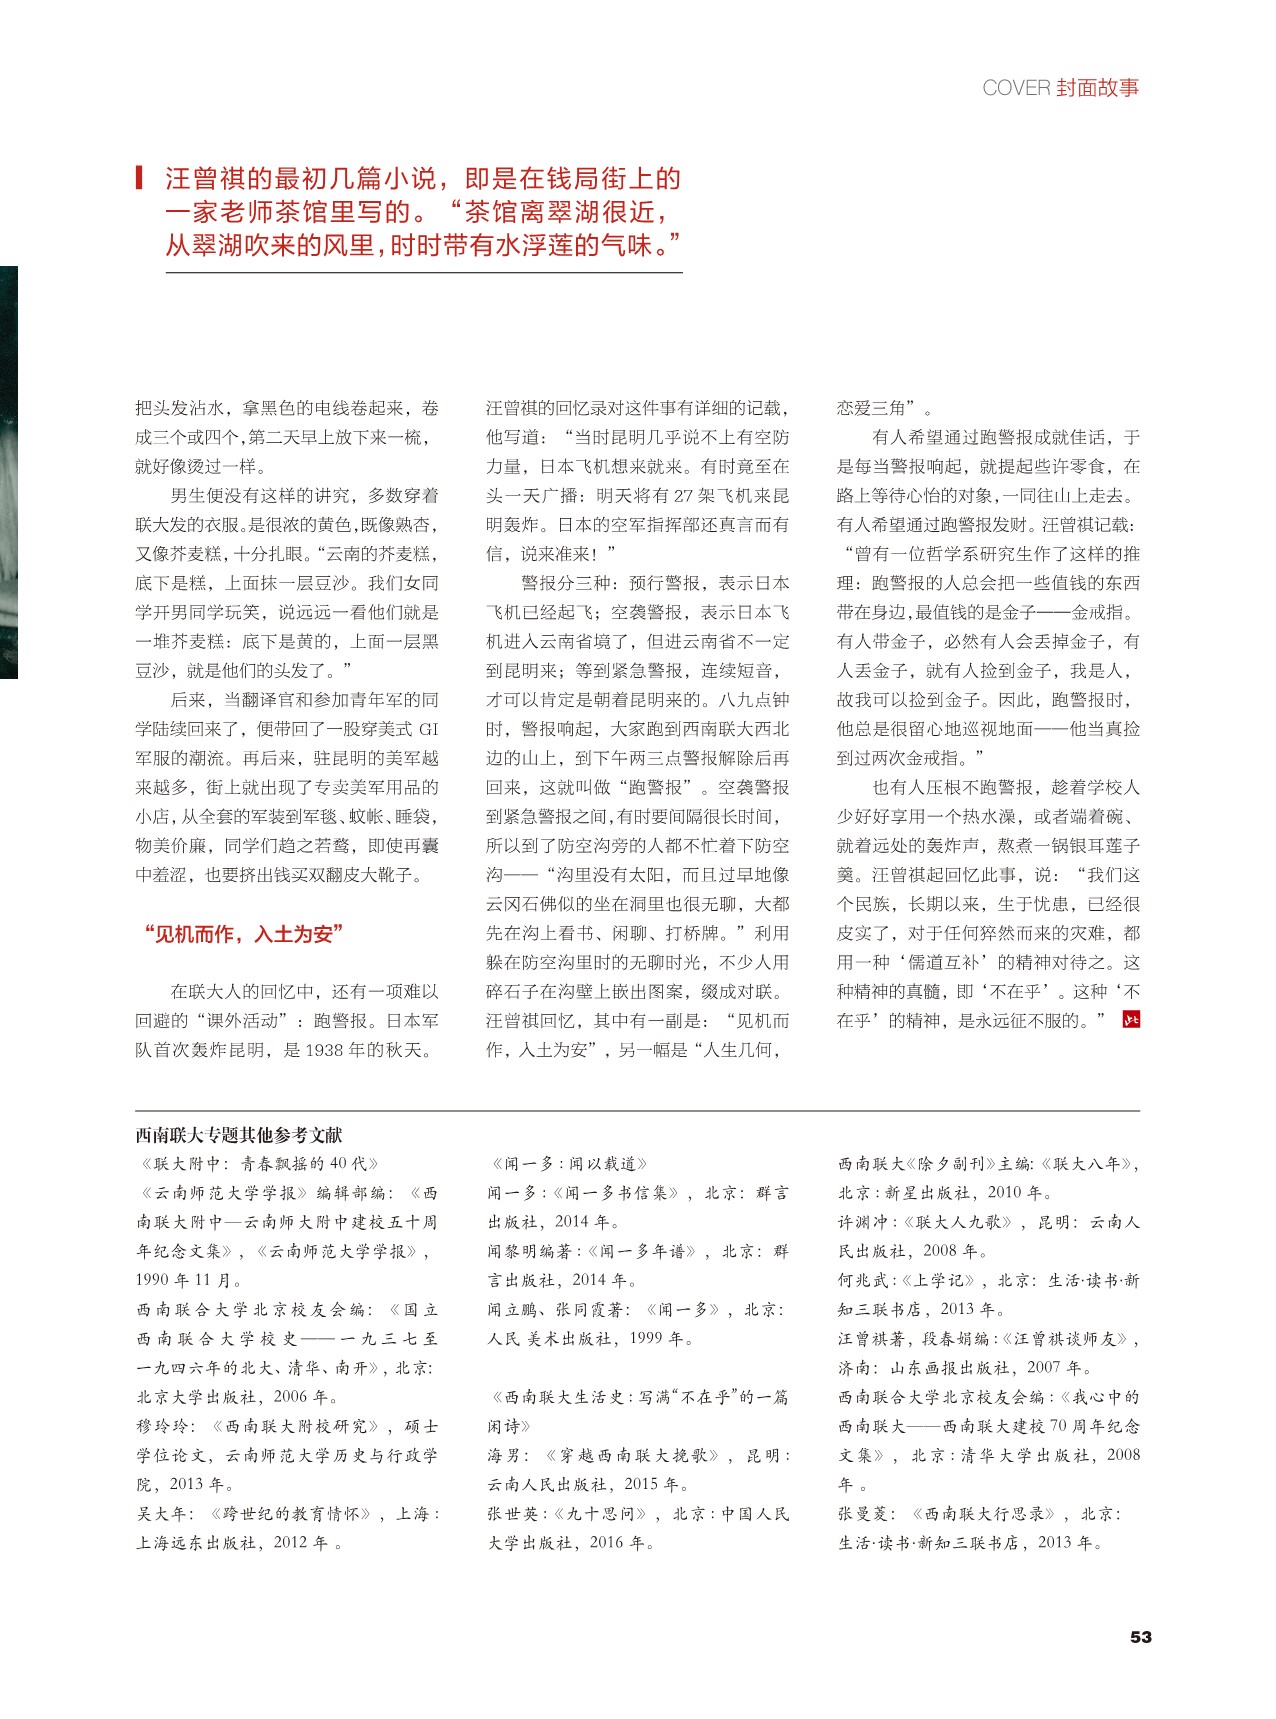 COVER 封面故事
汪曾祺的最初几篇小说，即是在钱局街上的
一家老师茶馆里写的。“茶馆离翠湖很近，
从翠湖吹来的风里，时时带有水浮莲的气味。”
把头发沾水，拿黑色的电线卷起来，卷
成三个或四个，第二天早上放下来一梳，
就好像烫过一样。
男生便没有这样的讲究，多数穿着
联大发的衣服。是很浓的黄色，既像熟杏，
又像芥麦糕，十分扎眼。“云南的芥麦糕，
底下是糕，上面抹一层豆沙。我们女同
学开男同学玩笑，说远远一看他们就是
一堆芥麦糕：底下是黄的，上面一层黑
豆沙，就是他们的头发了。”
后来，当翻译官和参加青年军的同
学陆续回来了，便带回了一股穿美式 GI
军服的潮流。再后来，驻昆明的美军越
来越多，街上就出现了专卖美军用品的
小店，从全套的军装到军毯、蚊帐、睡袋，
物美价廉，同学们趋之若鹜，即使再囊
中羞涩，也要挤出钱买双翻皮大靴子。
“见机而作，入土为安”
在联大人的回忆中，还有一项难以
回避的“课外活动”：跑警报。日本军
队首次轰炸昆明，是 1938 年的秋天。
汪曾祺的回忆录对这件事有详细的记载，
他写道：“当时昆明几乎说不上有空防
力量，日本飞机想来就来。有时竟至在
头一天广播：明天将有 27 架飞机来昆
明轰炸。日本的空军指挥部还真言而有
信，说来准来！”
警报分三种：预行警报，表示日本
飞机已经起飞；空袭警报，表示日本飞
机进入云南省境了，但进云南省不一定
到昆明来；等到紧急警报，连续短音，
才可以肯定是朝着昆明来的。八九点钟
时，警报响起，大家跑到西南联大西北
边的山上，到下午两三点警报解除后再
回来，这就叫做“跑警报”。空袭警报
到紧急警报之间，有时要间隔很长时间，
所以到了防空沟旁的人都不忙着下防空
沟——“沟里没有太阳，而且过早地像
云冈石佛似的坐在洞里也很无聊，大都
先在沟上看书、闲聊、打桥牌。”利用
躲在防空沟里时的无聊时光，不少人用
碎石子在沟壁上嵌出图案，缀成对联。
汪曾祺回忆，其中有一副是：“见机而
作，入土为安”，另一幅是“人生几何，
恋爱三角”。
有人希望通过跑警报成就佳话，于
是每当警报响起，就提起些许零食，在
路上等待心怡的对象，一同往山上走去。
有人希望通过跑警报发财。汪曾祺记载：
“曾有一位哲学系研究生作了这样的推
理：跑警报的人总会把一些值钱的东西
带在身边，最值钱的是金子——金戒指。
有人带金子，必然有人会丢掉金子，有
人丢金子，就有人捡到金子，我是人，
故我可以捡到金子。因此，跑警报时，
他总是很留心地巡视地面——他当真捡
到过两次金戒指。”
也有人压根不跑警报，趁着学校人
少好好享用一个热水澡，或者端着碗、
就着远处的轰炸声，熬煮一锅银耳莲子
羹。汪曾祺起回忆此事，说：“我们这
个民族，长期以来，生于忧患，已经很
皮实了，对于任何猝然而来的灾难，都
用一种‘儒道互补’的精神对待之。这
种精神的真髓，即‘不在乎’。这种‘不
在乎’的精神，是永远征不服的。”
西南联大专题其他参考文献
《联大附中：青春飘摇的 40 代》
《云南师范大学学报》编辑部编：《西
南联大附中—云南师大附中建校五十周
年纪念文集》，《云南师范大学学报》，
1990 年 11 月。
西南联合大学北京校友会编：《国立
西南联合大学校史——一九三七至
一九四六年的北大、清华、南开》，北京：
北京大学出版社，2006 年。
穆玲玲：《西南联大附校研究》，硕士
学位论文，云南师范大学历史与行政学
院，2013 年。
吴大年：《跨世纪的教育情怀》，上海：
上海远东出版社，2012 年 。
《闻一多：闻以载道》
闻一多：《闻一多书信集》，北京：群言
出版社，2014 年。
闻黎明编著：《闻一多年谱》，北京：群
言出版社，2014 年。
闻立鹏、张同霞著：《闻一多》，北京：
人民 美术出版社，1999 年。
《西南联大生活史：写满“不在乎”的一篇
闲诗》
海男：《穿越西南联大挽歌》，昆明：
云南人民出版社，2015 年。
张世英：《九十思问》，北京：中国人民
大学出版社，2016 年。
西南联大《除夕副刊》主编：《联大八年》，
北京：新星出版社，2010 年。
许渊冲：《联大人九歌》，昆明：云南人
民出版社，2008 年。
何兆武：《上学记》，北京：生活·读书·新
知三联书店，2013 年。
汪曾祺著，段春娟编：《汪曾祺谈师友》，
济南：山东画报出版社，2007 年。
西南联合大学北京校友会编：《我心中的
西南联大——西南联大建校 70 周年纪念
文集》，北京：清华大学出版社，2008
年 。
张曼菱：《西南联大行思录》，北京：
生活·读书·新知三联书店，2013 年。
53